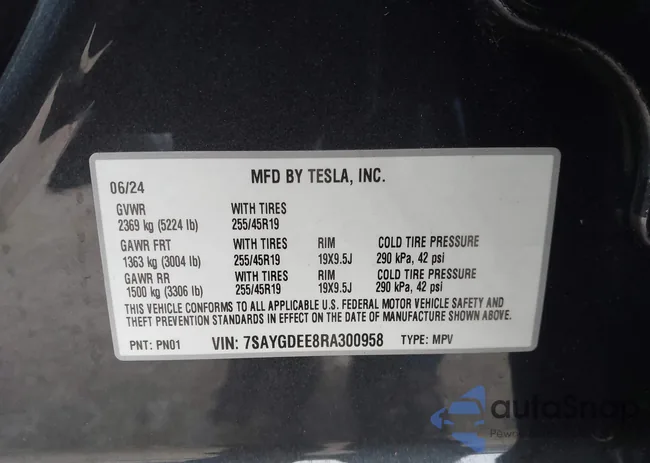 MFD BY TESLA, INC.
06/24
GVWR WITH TIRES
2369 kg (5224 lb) 255/45R19
GAWR FRT WITH TIRES RIM COLD TIRE PRESSURE
1363 kg (3004 lb) 255/45R19 19X9.5J 290 kPa, 42 psi
GAWR RR WITH TIRES RIM COLD TIRE PRESSURE
1500 kg (3306 lb) 255/45R19 19X9.5J 290 kPa, 42 psi
THIS VEHICLE CONFORMS TO ALL APPLICABLE U.S. FEDERAL MOTOR VEHICLE SAFETY AND
THEFT PREVENTION STANDARDS IN EFFECT ON THE DATE OF MANUFACTURE SHOWN ABOVE.
PNT: PN01 VIN: 7SAYGDEE8RA300958 TYPE: MPV
autoSnap